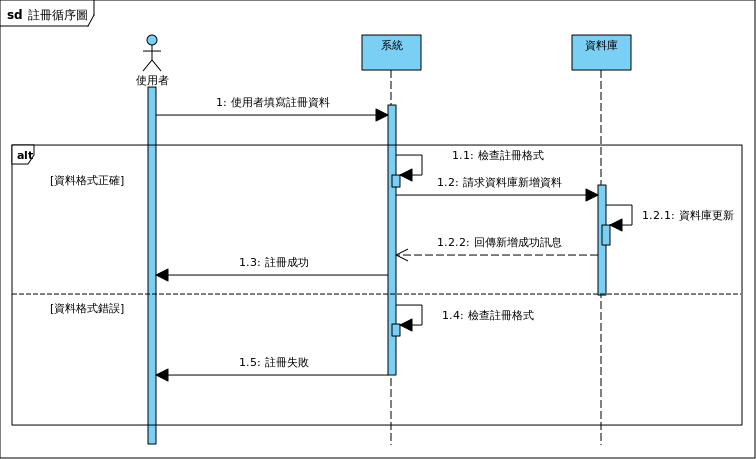 sd 註冊循序圖
使用者
系統
資料庫
1: 使用者填寫註冊資料
alt
[資料格式正確]
1.1: 檢查註冊格式
1.2: 請求資料庫新增資料
1.2.1: 資料庫更新
1.2.2: 回傳新增成功訊息
1.3: 註冊成功
[資料格式錯誤]
1.4: 檢查註冊格式
1.5: 註冊失敗